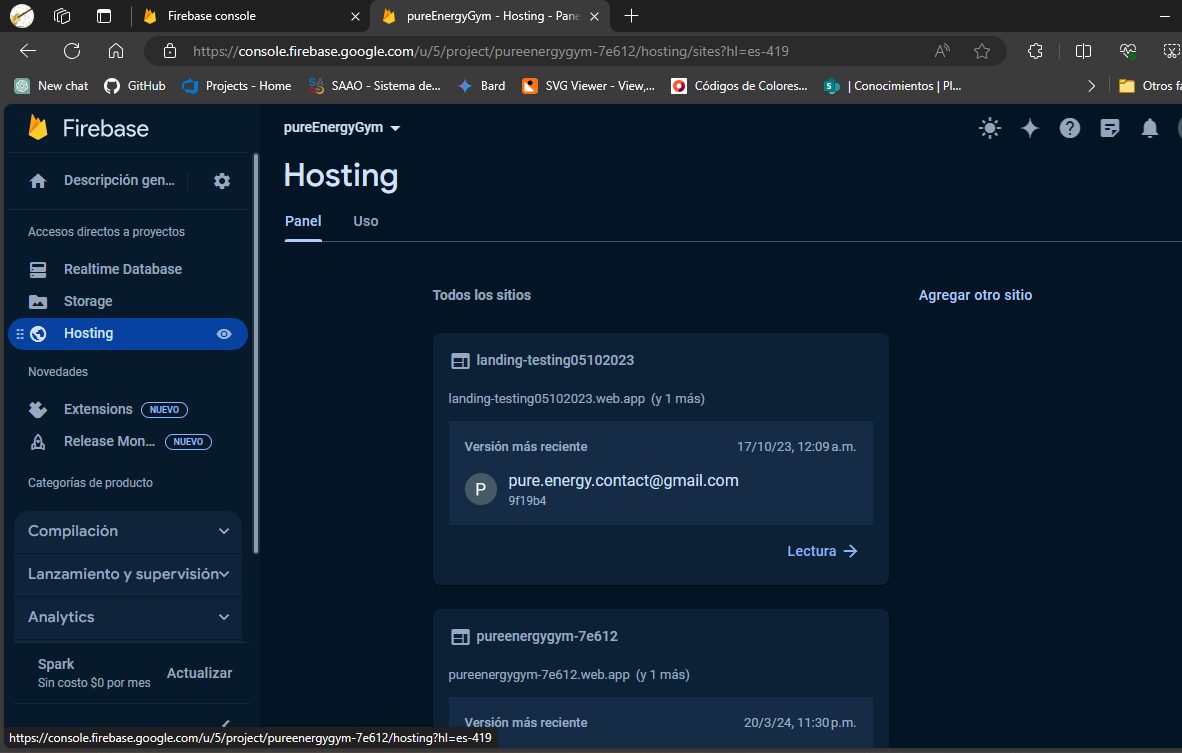 Firebase console
pureEnergyGym - Hosting - Pane
https://console.firebase.google.com/u/5/project/pureenergygym-7e612/hosting/sites?hl=es-419
New chat
GitHub
Projects - Home
SAAO - Sistema de...
Bard
SVG Viewer - View,...
Códigos de Colores...
| Conocimientos | Pl...
Otros fa
Firebase
pureEnergyGym
Descripción gen...
Hosting
Panel
Uso
Accesos directos a proyectos
Realtime Database
Storage
Hosting
Novedades
Extensions
NUEVO
Release Mon...
NUEVO
Categorías de producto
Compilación
Lanzamiento y supervisión
Analytics
Spark
Sin costo $0 por mes
Actualizar
Todos los sitios
Agregar otro sitio
landing-testing05102023
landing-testing05102023.web.app (y 1 más)
Versión más reciente
17/10/23, 12:09 a.m.
P
pure.energy.contact@gmail.com
9f19b4
Lectura
pureenergygym-7e612
pureenergygym-7e612.web.app (y 1 más)
Versión más reciente
20/3/24, 11:30 p.m.
https://console.firebase.google.com/u/5/project/pureenergygym-7e612/hosting?hl=es-419